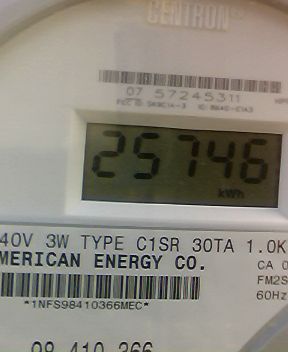 CENTRON®
07 57245311
25746
kWh
40V 3W TYPE C1SR 30TA 1.0K
MERICAN ENERGY CO.
CA 0
FM2S
60Hz
*1NFS98410366MEC*
98 410 366